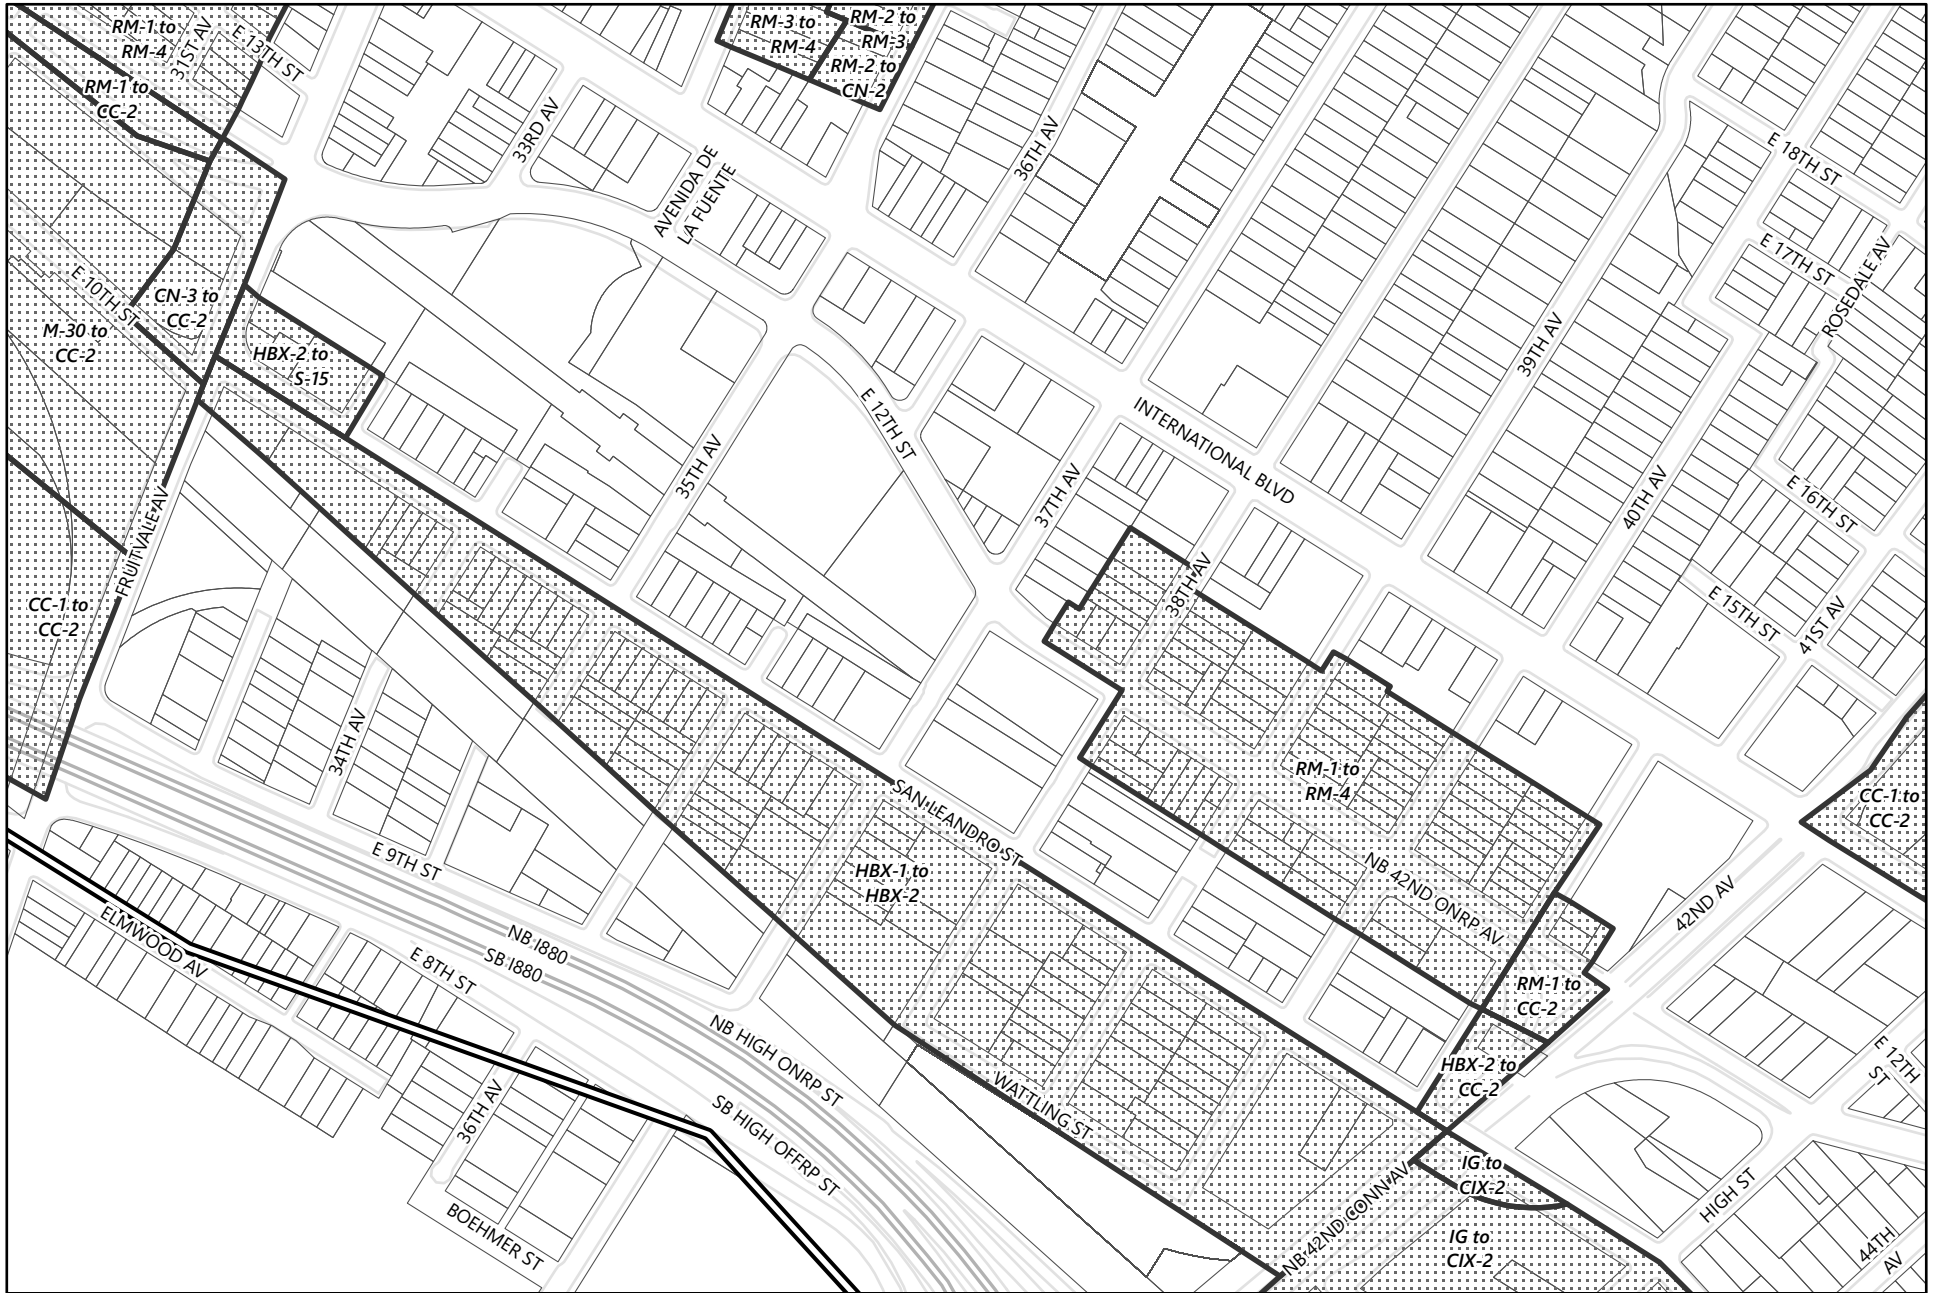 RM-1 to
RM-4
31ST AV
E 13TH ST
RM-3 to
RM-4
RM-2 to
RM-3
RM-2 to
CN-2
RM-1 to
CC-2
33RD AV
AVENIDA DE
LA FUENTE
36TH AV
E 18TH ST
E 17TH ST
ROSEDALE AV
E 10TH ST
CN-3 to
CC-2
M-30 to
CC-2
HBX-2 to
S-15
39TH AV
E 12TH ST
INTERNATIONAL BLVD
35TH AV
37TH AV
40TH AV
E 16TH ST
FRUITVALE AV
38TH AV
E 15TH ST
41ST AV
CC-1 to
CC-2
34TH AV
RM-1 to
RM-4
SAN LEANDRO ST
CC-1 to
CC-2
E 9TH ST
HBX-1 to
HBX-2
NB 42ND ONRP AV
42ND AV
ELMWOOD AV
NB I880
SB I880
E 8TH ST
RM-1 to
CC-2
NB HIGH ONRP ST
HBX-2 to
CC-2
E 12TH
ST
WATTLING ST
36TH AV
SB HIGH OFFRP ST
IG to
CIX-2
HIGH ST
NB 42ND CONN AV
BOEHMER ST
IG to
CIX-2
44TH
AV